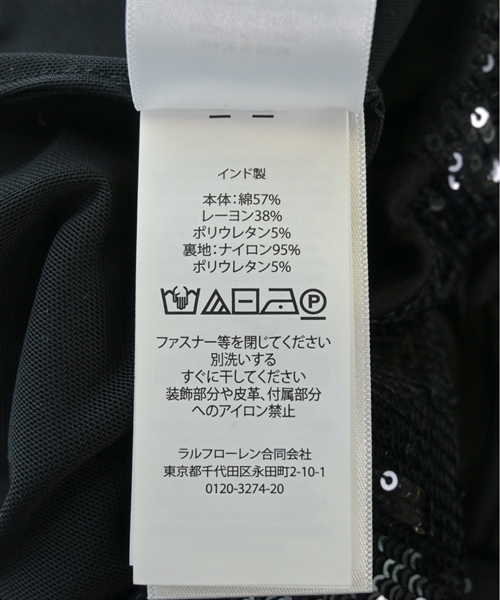 インド製
本体：綿57%
レーヨン38%
ポリウレタン5%
裏地：ナイロン95%
ポリウレタン5%
P
ファスナー等を閉じてください
別洗いする
すぐに干してください
装飾部分や皮革、付属部分
へのアイロン禁止
ラルフローレン合同会社
東京都千代田区永田町2-10-1
0120-3274-20